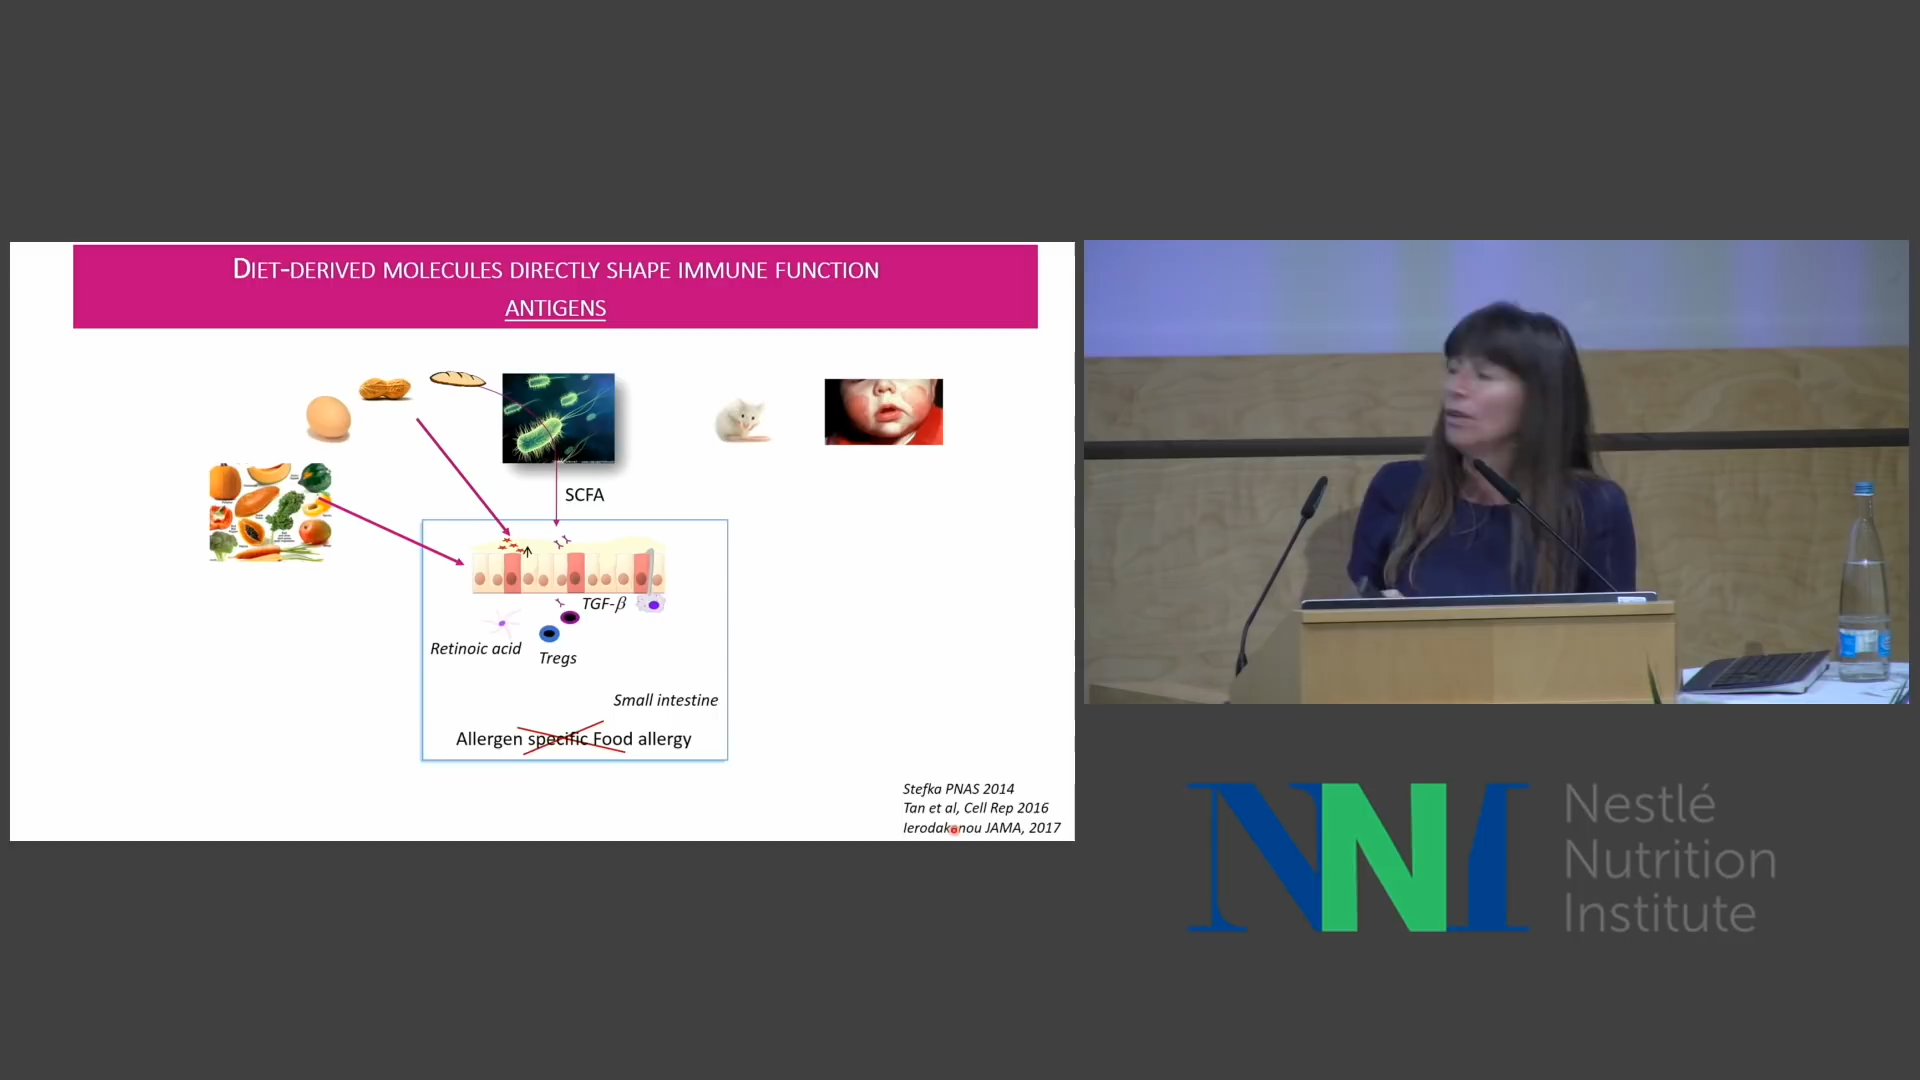 DIET-DERIVED MOLECULES DIRECTLY SHAPE IMMUNE FUNCTION
ANTIGENS
SCFA
TGF-β
Retinoic acid
Tregs
Small intestine
Allergen specific Food allergy
Stefka PNAS 2014
Tan et al, Cell Rep 2016
Ierodakonou JAMA, 2017
NNI
Nestlé
Nutrition
Institute